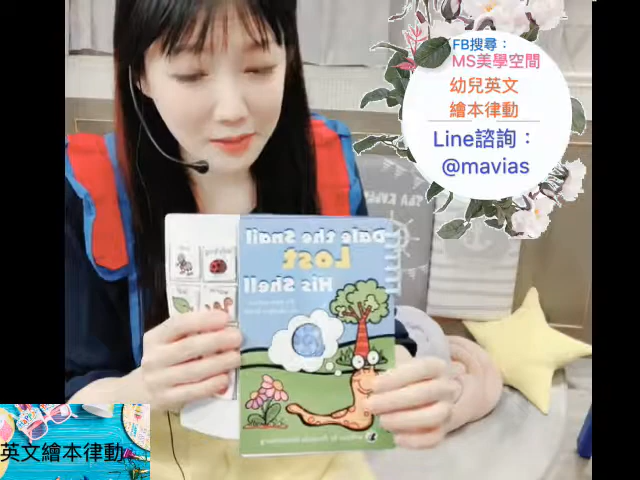 FB搜尋：
MS美學空間
幼兒英文
繪本律動
Line諮詢：
@mavias
Dale the Snail
Lost
His Shell
英文繪本律動